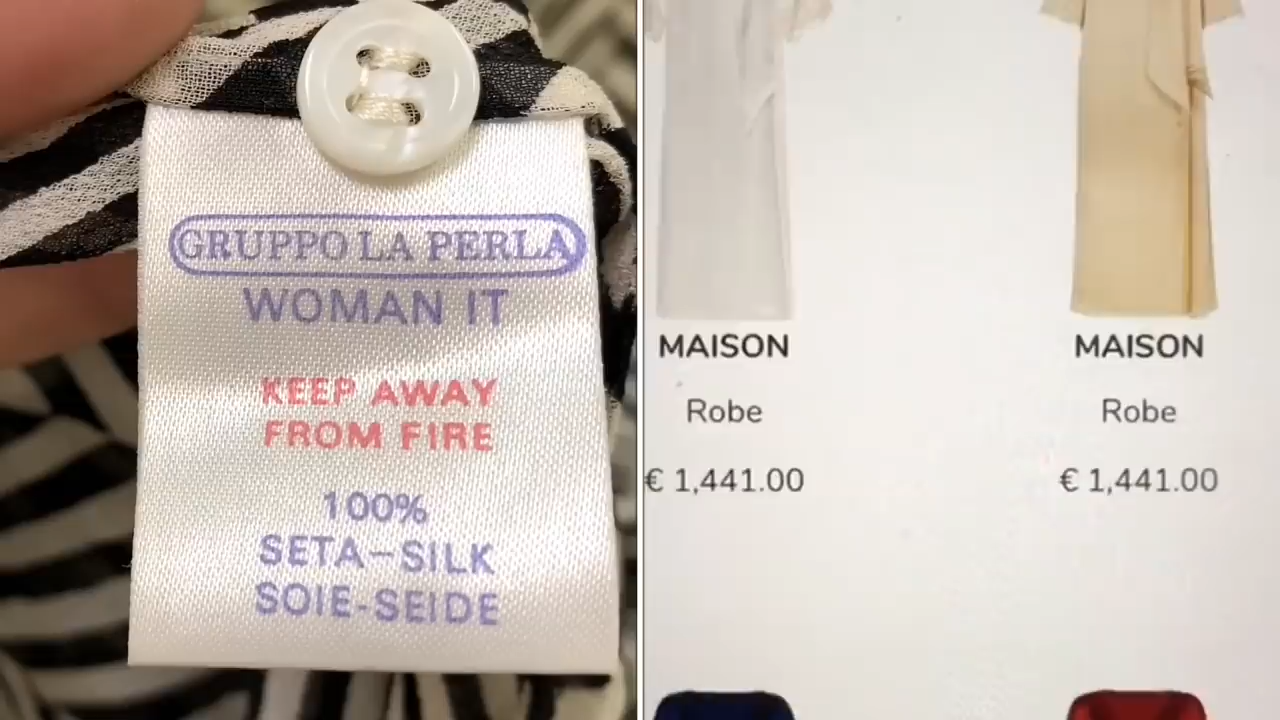 GRUPPO LA PERLA
WOMAN IT
KEEP AWAY
FROM FIRE
100%
SETA-SILK
SOIE-SEIDE
MAISON
Robe
€ 1,441.00
MAISON
Robe
€ 1,441.00